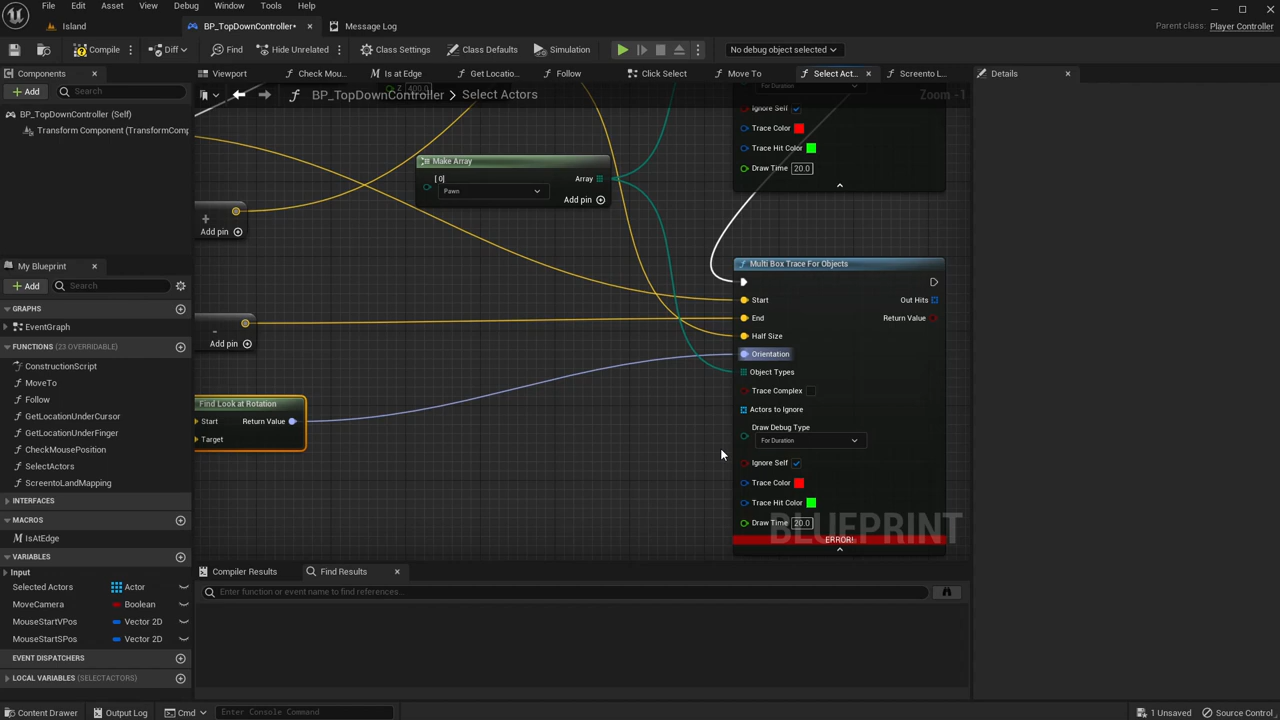 File Edit Asset View Debug Window Tools Help
Island
BP_TopDownController*
Message Log
Parent class: Player Controller
Compile
Diff
Find
Hide Unrelated
Class Settings
Class Defaults
Simulation
No debug object selected
Components
Viewport
Check Mou...
Is at Edge
Get Locatio...
Follow
Click Select
Move To
Select Act...
Screento L...
Details
Add
Search
BP_TopDownController (Self)
Transform Component (TransformComp
BP_TopDownController > Select Actors
Zoom -1
Z 400.0
For Duration
Ignore Self
Trace Color
Trace Hit Color
Draw Time 20.0
Make Array
[0]
Array
Pawn
Add pin
+
Add pin
-
Add pin
Find Look at Rotation
Start
Return Value
Target
Multi Box Trace For Objects
Start
Out Hits
End
Return Value
Half Size
Orientation
Object Types
Trace Complex
Actors to Ignore
Draw Debug Type
For Duration
Ignore Self
Trace Color
Trace Hit Color
Draw Time 20.0
BLUEPRINT
ERROR!
My Blueprint
Add
Search
GRAPHS
EventGraph
FUNCTIONS (23 OVERRIDABLE)
ConstructionScript
MoveTo
Follow
GetLocationUnderCursor
GetLocationUnderFinger
CheckMousePosition
SelectActors
ScreentoLandMapping
INTERFACES
MACROS
IsAtEdge
VARIABLES
Input
Selected Actors Actor
MoveCamera Boolean
MouseStartVPos Vector 2D
MouseStartSPos Vector 2D
EVENT DISPATCHERS
LOCAL VARIABLES (SELECTACTORS)
Compiler Results
Find Results
Enter function or event name to find references...
Content Drawer
Output Log
Cmd
Enter Console Command
1 Unsaved
Source Control